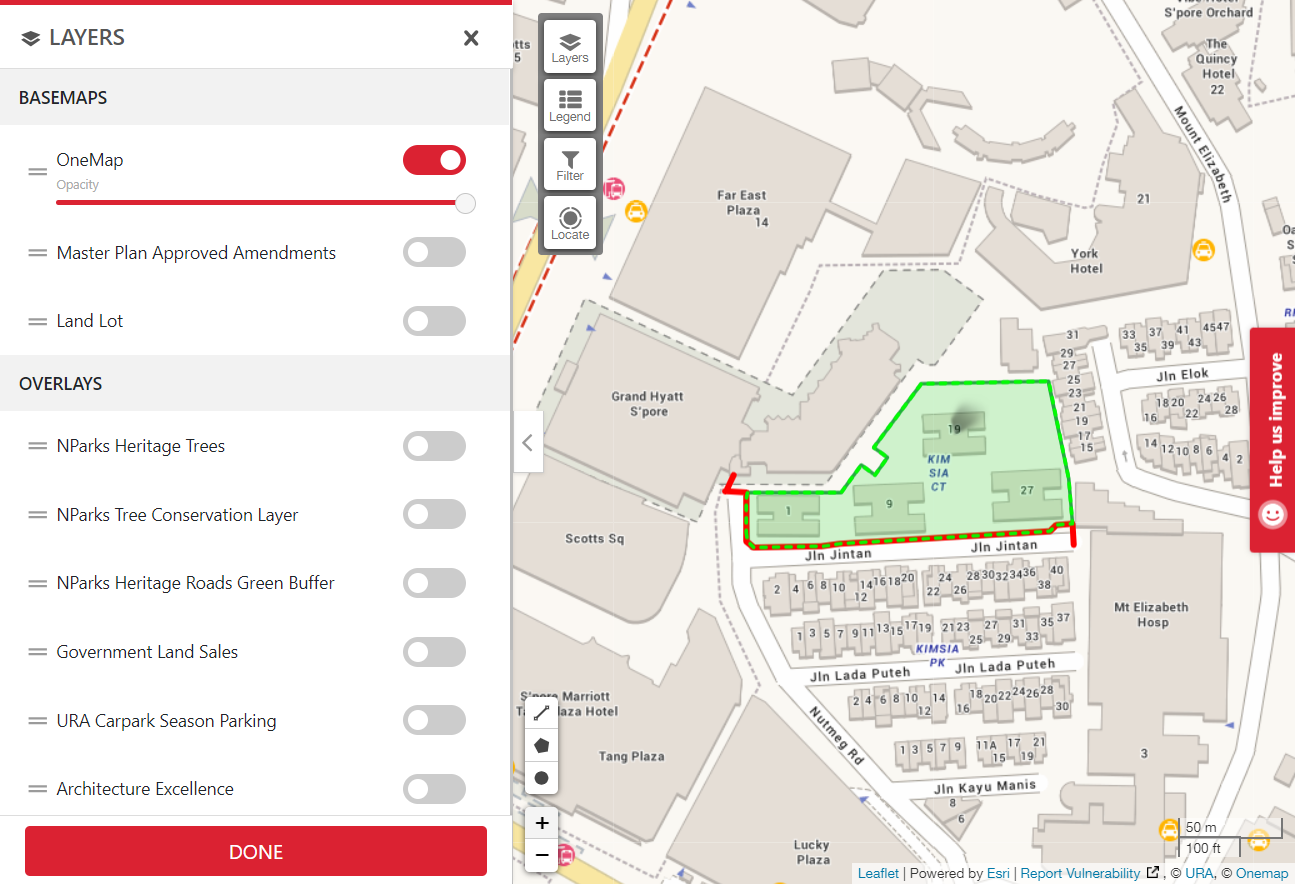 LAYERS
BASEMAPS
OneMap
Opacity
Master Plan Approved Amendments
Land Lot
OVERLAYS
NParks Heritage Trees
NParks Tree Conservation Layer
NParks Heritage Roads Green Buffer
Government Land Sales
URA Carpark Season Parking
Architecture Excellence
DONE
Layers
Legend
Filter
Locate
S'pore Orchard
The
Quincy
Hotel
22
Mount Elizabeth
Far East
Plaza
14
21
York
Hotel
31
29
27
25
23
21
19
17
15
33 37 41 45 47
35 39 43
Jln Elok
18 20 24 26
16 22 28
14 12 10 8 6 4 2
Help us improve
Grand Hyatt
S'pore
19
KIM
SIA
CT
27
9
1
Scotts Sq
Jln Jintan
Jln Jintan
2 4 6 8 10 14 16 18 20 24 28 30 32 34 36 40
12 22 26 38
1 3 5 7 9 11 13 15 17 19 21 23 27 31 35 37
25 29 33
KIMSIA
PK
Jln Lada Puteh
Jln Lada Puteh
2 4 6 8 10 14 18 20 22 24 26 28
12 16 30
Mt Elizabeth
Hosp
Nutmeg Rd
1 3 5 7 9 11A 17 21
15 19
Jln Kayu Manis
8
6
3
S'pore Marriott
Hotel
Tang Plaza
Lucky
Plaza
+
−
50 m
100 ft
Leaflet | Powered by Esri | Report Vulnerability , © URA, © Onemap